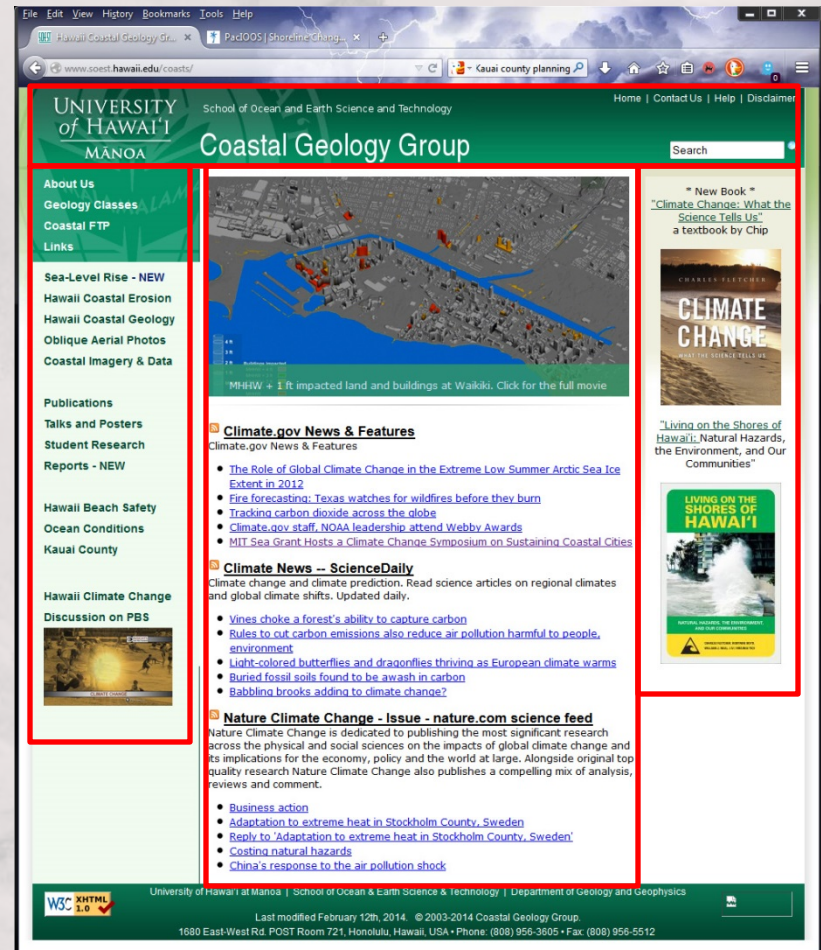 File Edit View History Bookmarks Tools Help
Hawaii Coastal Geology Gr...
PacIOOS | Shoreline Chang...
www.soest.hawaii.edu/coasts/
Kauai county planning
0
UNIVERSITY
of HAWAI‘I
MĀNOA
School of Ocean and Earth Science and Technology
Coastal Geology Group
Home | Contact Us | Help | Disclaimer
Search
About Us
Geology Classes
Coastal FTP
Links
Sea-Level Rise - NEW
Hawaii Coastal Erosion
Hawaii Coastal Geology
Oblique Aerial Photos
Coastal Imagery & Data
Publications
Talks and Posters
Student Research
Reports - NEW
Hawaii Beach Safety
Ocean Conditions
Kauai County
Hawaii Climate Change
Discussion on PBS
CLIMATE CHANGE
4 ft
3 ft
2 ft
Buildings impacted
MHHW + 1 ft impacted land and buildings at Waikiki. Click for the full movie
Climate.gov News & Features
Climate.gov News & Features
The Role of Global Climate Change in the Extreme Low Summer Arctic Sea Ice
Extent in 2012
Fire forecasting: Texas watches for wildfires before they burn
Tracking carbon dioxide across the globe
Climate.gov staff, NOAA leadership attend Webby Awards
MIT Sea Grant Hosts a Climate Change Symposium on Sustaining Coastal Cities
Climate News -- ScienceDaily
Climate change and climate prediction. Read science articles on regional climates
and global climate shifts. Updated daily.
Vines choke a forest's ability to capture carbon
Rules to cut carbon emissions also reduce air pollution harmful to people,
environment
Light-colored butterflies and dragonflies thriving as European climate warms
Buried fossil soils found to be awash in carbon
Babbling brooks adding to climate change?
Nature Climate Change - Issue - nature.com science feed
Nature Climate Change is dedicated to publishing the most significant research
across the physical and social sciences on the impacts of global climate change and
its implications for the economy, policy and the world at large. Alongside original top
quality research Nature Climate Change also publishes a compelling mix of analysis,
reviews and comment.
Business action
Adaptation to extreme heat in Stockholm County, Sweden
Reply to 'Adaptation to extreme heat in Stockholm County, Sweden'
Costing natural hazards
China's response to the air pollution shock
* New Book *
"Climate Change: What the
Science Tells Us"
a textbook by Chip
CHARLES FLETCHER
CLIMATE
CHANGE
WHAT THE SCIENCE TELLS US
"Living on the Shores of
Hawai'i: Natural Hazards,
the Environment, and Our
Communities"
LIVING ON THE
SHORES OF
HAWAI‘I
NATURAL HAZARDS, THE ENVIRONMENT,
AND OUR COMMUNITIES
W3C XHTML
1.0
University of Hawai'i at Manoa | School of Ocean & Earth Science & Technology | Department of Geology and Geophysics
Last modified February 12th, 2014. © 2003-2014 Coastal Geology Group.
1680 East-West Rd. POST Room 721, Honolulu, Hawaii, USA • Phone: (808) 956-3605 • Fax: (808) 956-5512